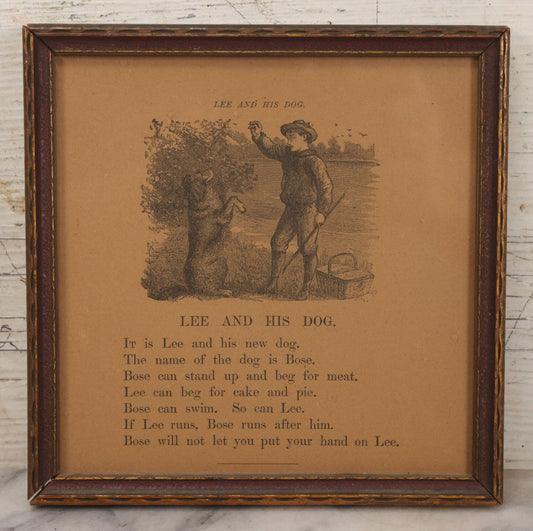 LEE AND HIS DOG.
LEE AND HIS DOG.
IT is Lee and his new dog.
The name of the dog is Bose.
Bose can stand up and beg for meat.
Lee can beg for cake and pie.
Bose can swim. So can Lee.
If Lee runs, Bose runs after him.
Bose will not let you put your hand on Lee.